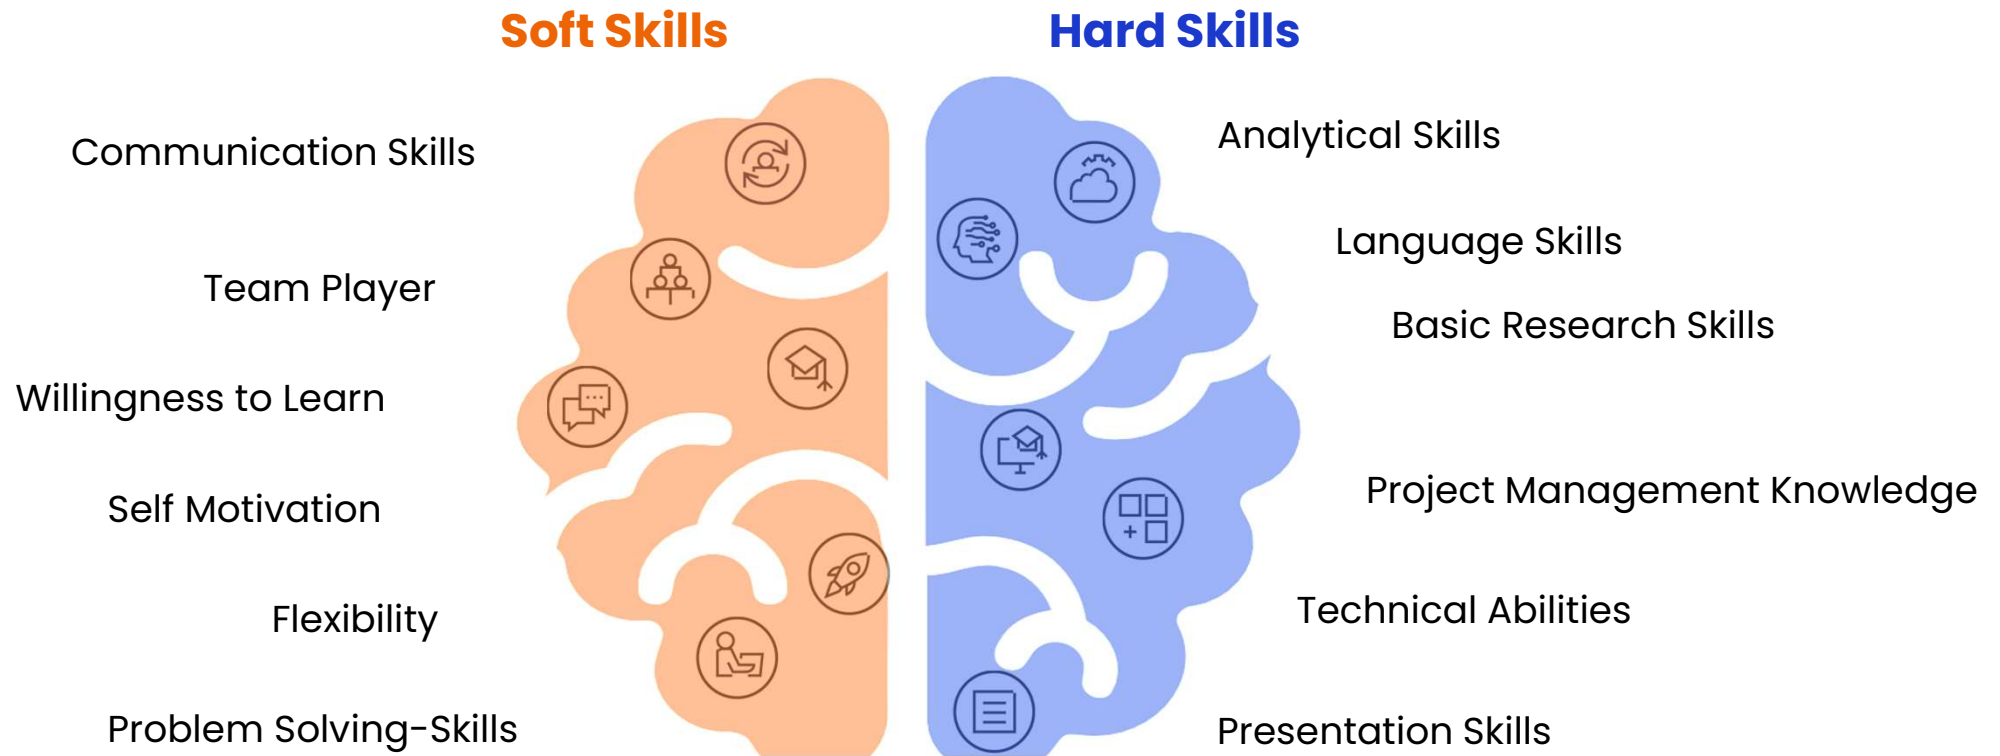 Soft Skills
Communication Skills
Team Player
Willingness to Learn
Self Motivation
Flexibility
Problem Solving-Skills
Hard Skills
Analytical Skills
Language Skills
Basic Research Skills
Project Management Knowledge
Technical Abilities
Presentation Skills